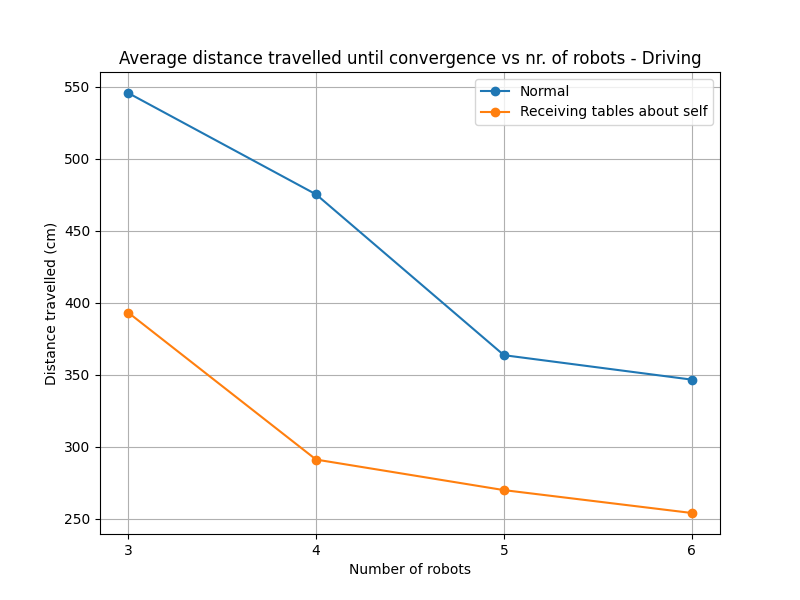 Average distance travelled until convergence vs nr. of robots - Driving
Normal
Receiving tables about self
Distance travelled (cm)
550
500
450
400
350
300
250
3 4 5 6
Number of robots